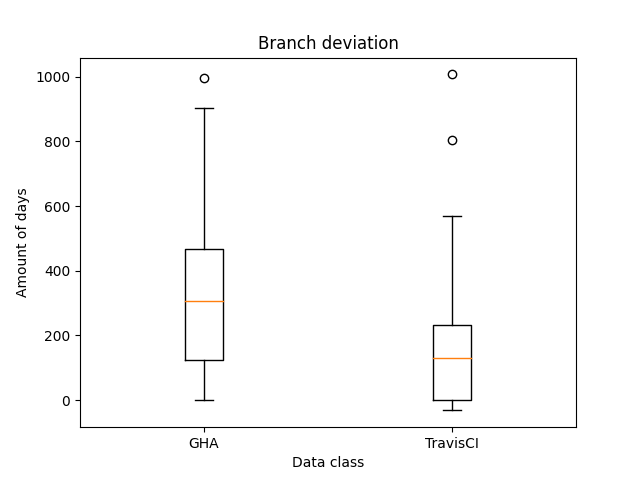 Branch deviation
Amount of days
1000
800
600
400
200
0
GHA
TravisCI
Data class